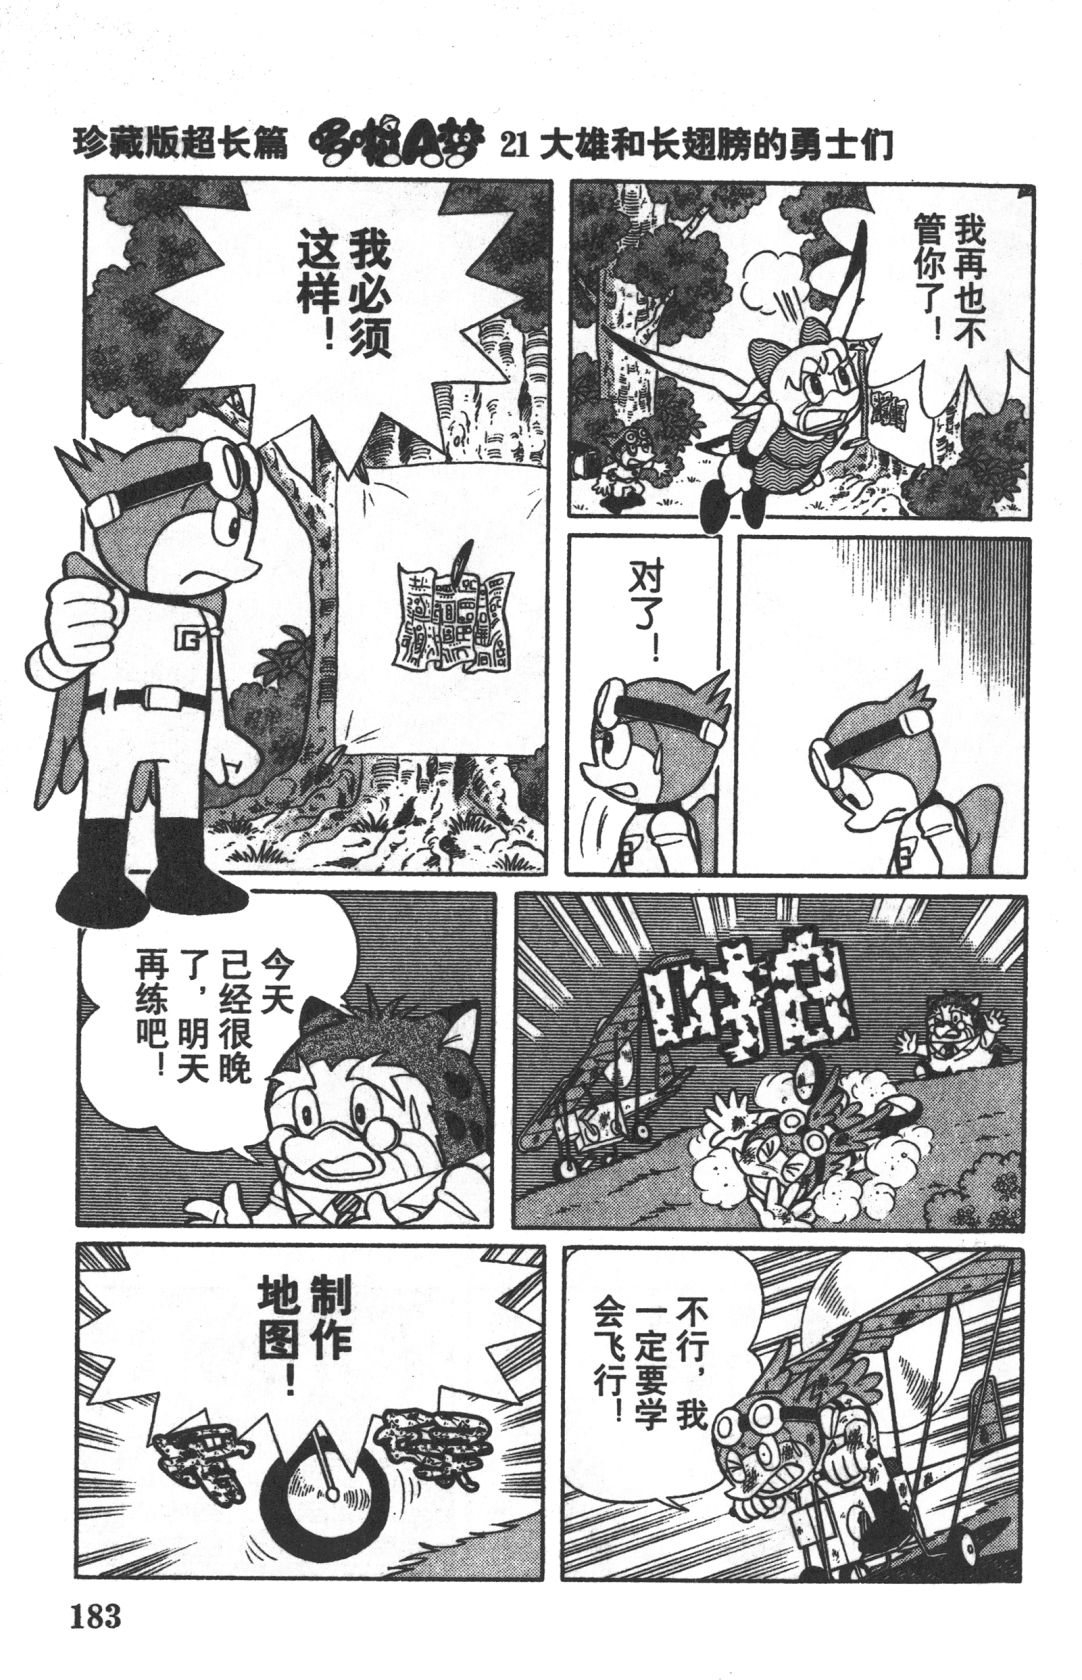 珍藏版超长篇 哆啦A梦 21 大雄和长翅膀的勇士们
我再也不
管你了！
对了！
我必须
这样！
啪
今天
已经很晚
了，明天
再练吧！
不行，我
一定要学
会飞行！
制作
地图！
183